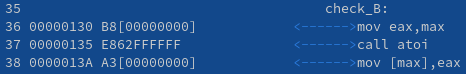 35 check_B:
36 00000130 B8[00000000] <------>mov eax,max
37 00000135 E862FFFFFF <------>call atoi
38 0000013A A3[00000000] <------>mov [max],eax